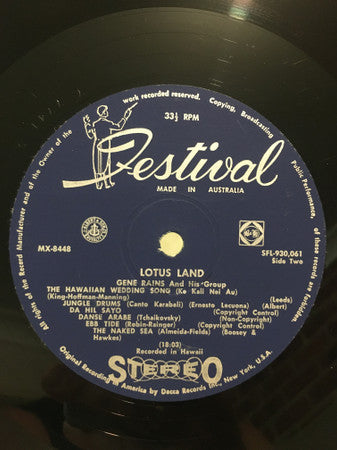 All Rights of the Record Manufacturer and of the Owner of the work recorded reserved. Copying, Broadcasting
Public Performance, of these records Forbidden
33⅓ RPM
Festival
MADE IN AUSTRALIA
MX-8448
SFL-930,061
Side Two
LOTUS LAND
GENE RAINS And His Group
THE HAWAIIAN WEDDING SONG (Ko Kali Nei Au)
(King-Hoffman-Manning) (Leeds)
JUNGLE DRUMS (Canto Karabali) (Ernesto Lecuona) (Albert)
DA HIL SAYO (Copyright Control)
DANSE ARABE (Tchaikovsky) (Non-Copyright)
EBB TIDE (Robin-Rainger) (Copyright Control)
THE NAKED SEA (Almeida-Fields) (Boosey &
Hawkes)
(18:03)
Recorded in Hawaii
STEREO
Original Recording in America by Decca Records Inc., New York, U.S.A.